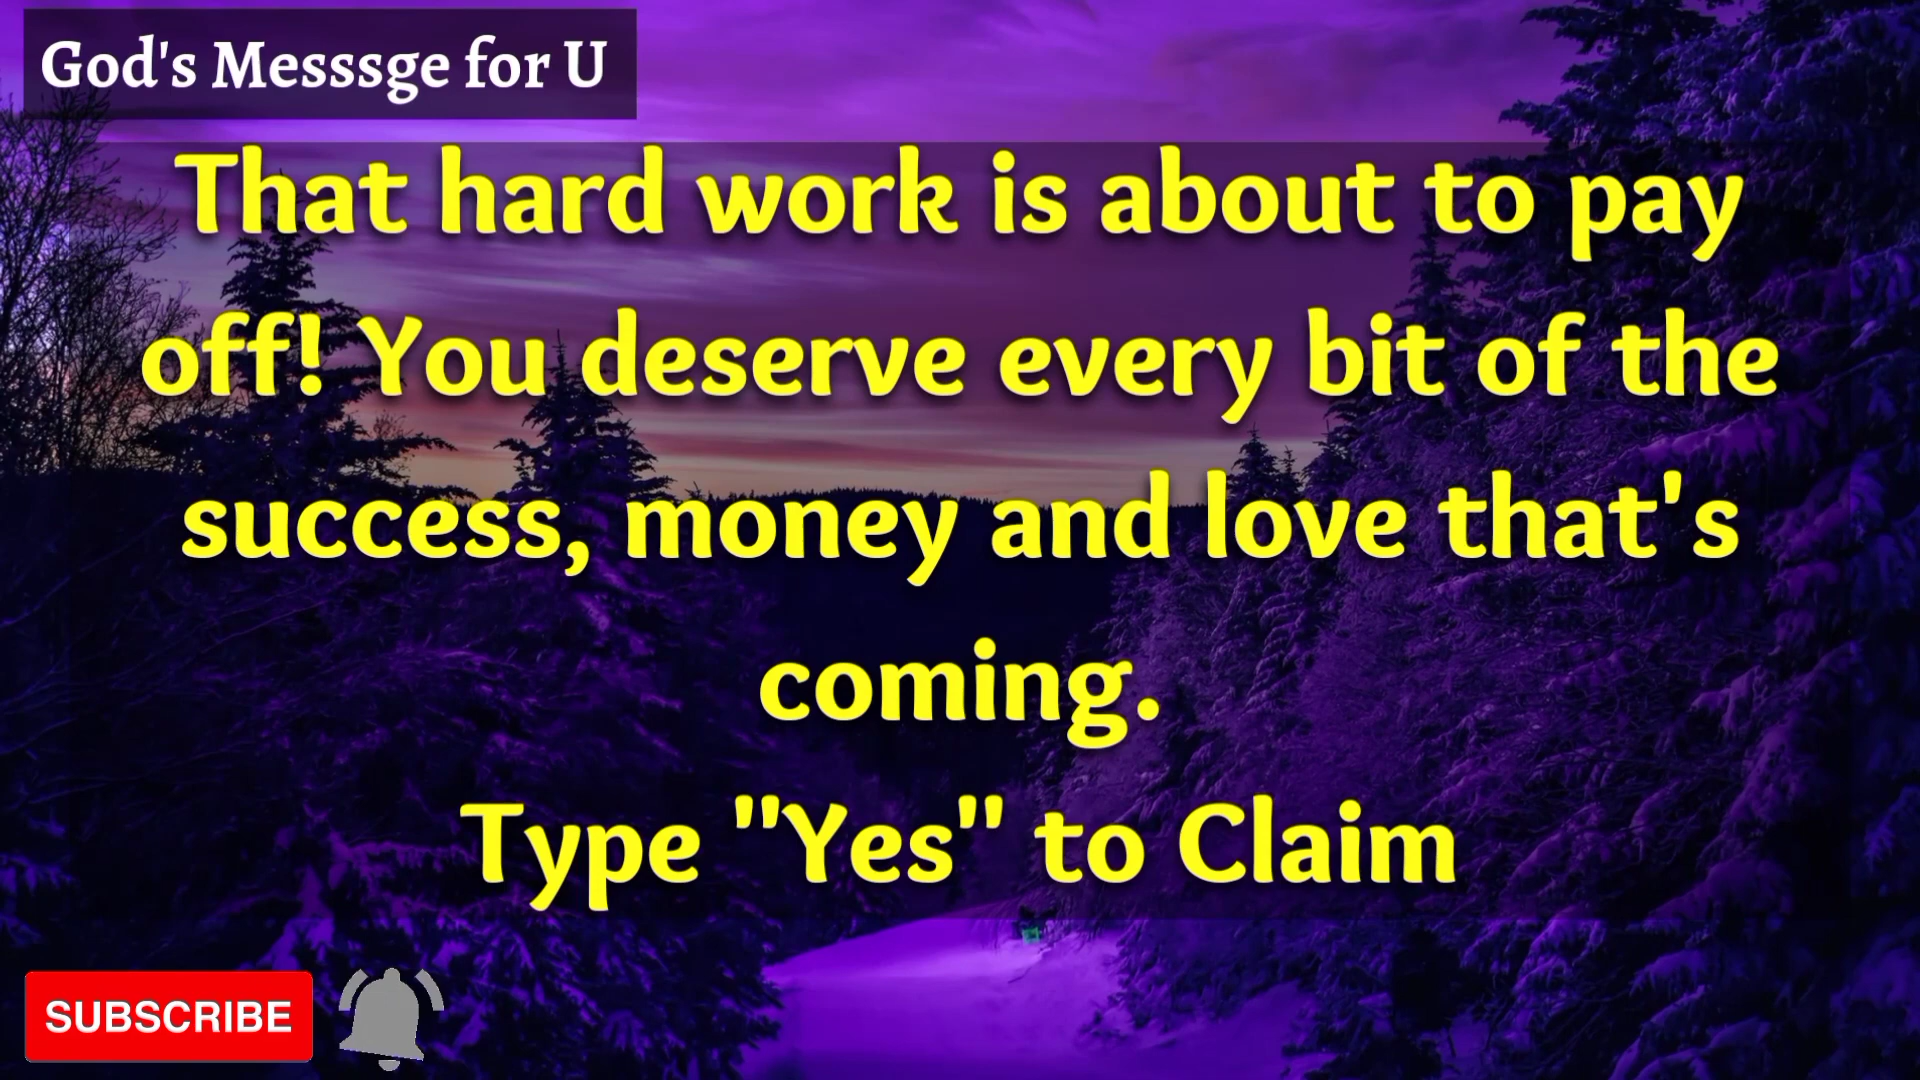 God's Messsge for U
That hard work is about to pay
off! You deserve every bit of the
success, money and love that's
coming.
Type "Yes" to Claim
SUBSCRIBE